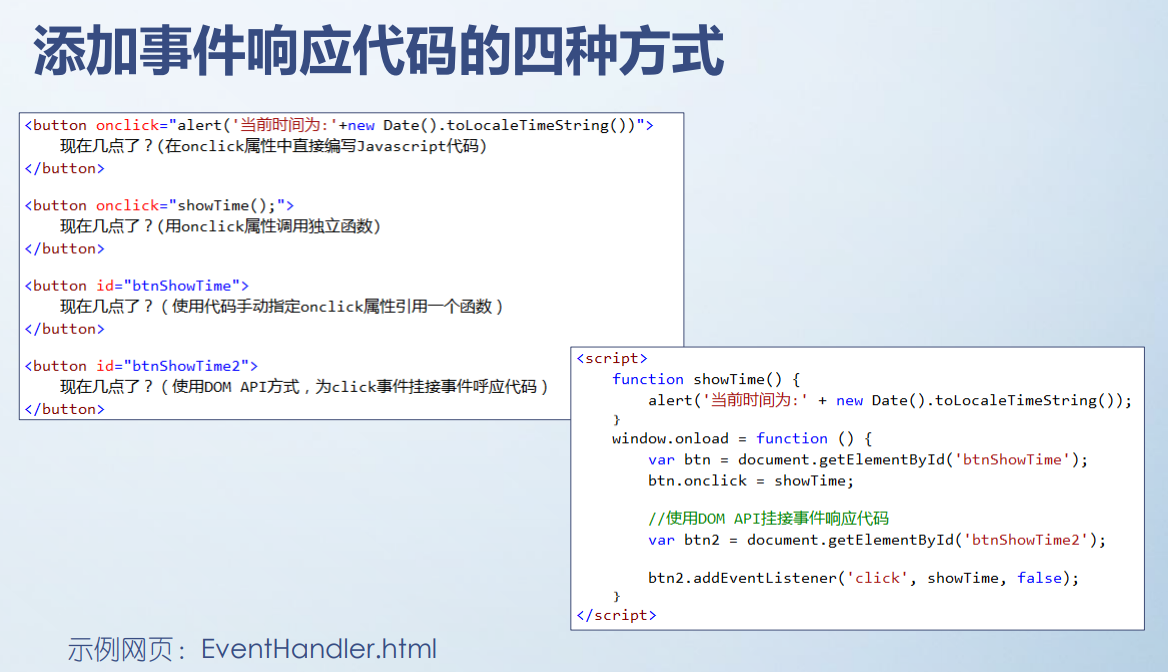 添加事件响应代码的四种方式
<button onclick="alert('当前时间为:'+new Date().toLocaleTimeString())">
现在几点了？(在onclick属性中直接编写Javascript代码)
</button>
<button onclick="showTime();">
现在几点了？(用onclick属性调用独立函数)
</button>
<button id="btnShowTime">
现在几点了？（使用代码手动指定onclick属性引用一个函数）
</button>
<button id="btnShowTime2">
现在几点了？（使用DOM API方式，为click事件挂接事件呼应代码）
</button>
<script>
function showTime() {
alert('当前时间为:' + new Date().toLocaleTimeString());
}
window.onload = function () {
var btn = document.getElementById('btnShowTime');
btn.onclick = showTime;
//使用DOM API挂接事件响应代码
var btn2 = document.getElementById('btnShowTime2');
btn2.addEventListener('click', showTime, false);
}
</script>
示例网页：EventHandler.html